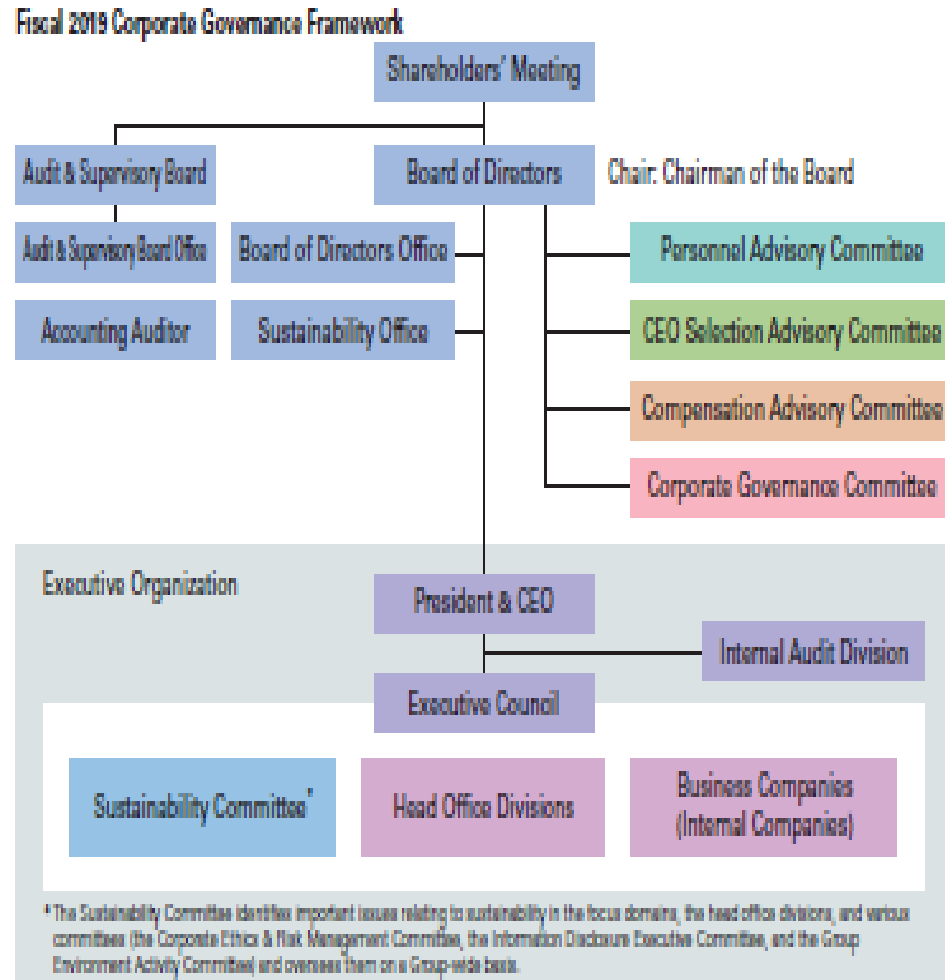 Fiscal 2019 Corporate Governance Framework
Shareholders' Meeting
Audit & Supervisory Board
Board of Directors
Chair: Chairman of the Board
Audit & Supervisory Board Office
Board of Directors Office
Personnel Advisory Committee
Accounting Auditor
Sustainability Office
CEO Selection Advisory Committee
Compensation Advisory Committee
Corporate Governance Committee
Executive Organization
President & CEO
Internal Audit Division
Executive Council
Sustainability Committee*
Head Office Divisions
Business Companies
(Internal Companies)
* The Sustainability Committee identifies important issues relating to sustainability in the focus domains, the head office divisions, and various
committees (the Corporate Ethics & Risk Management Committee, the Information Disclosure Executive Committee, and the Group
Environment Activity Committee) and oversees them on a Group-wide basis.